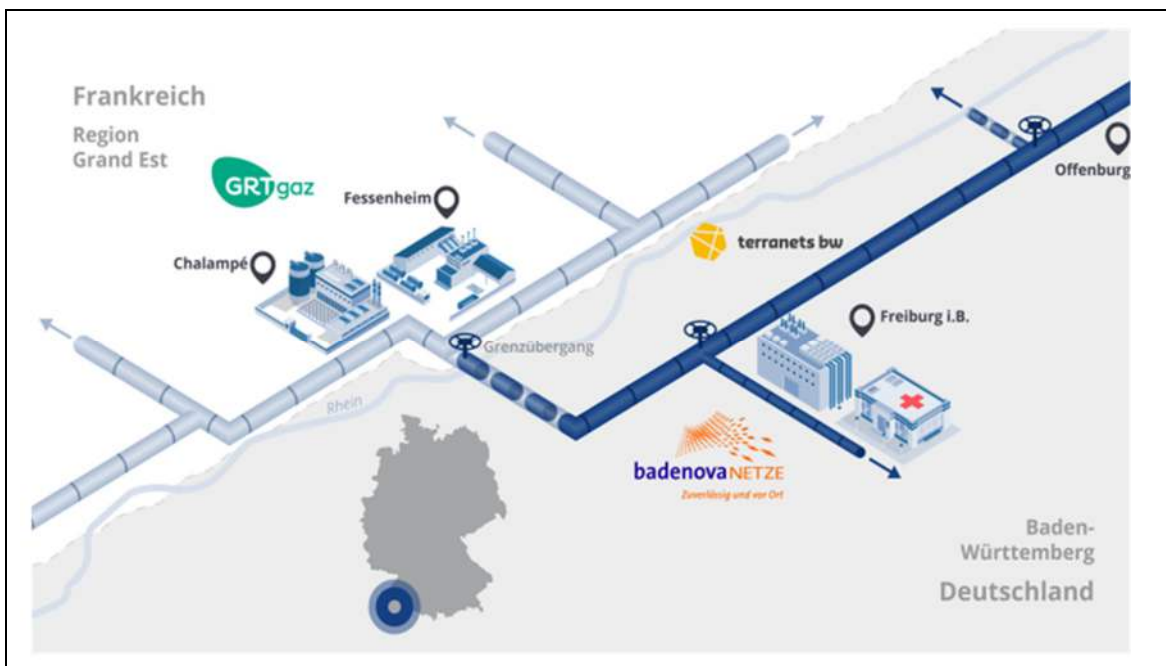 Frankreich
Region
Grand Est
GRTgaz
Fessenheim
Chalampé
Offenburg
terranets bw
Freiburg i.B.
Grenzübergang
Rhein
badenovaNETZE
Zuverlässig und vor Ort
Baden-
Württemberg
Deutschland